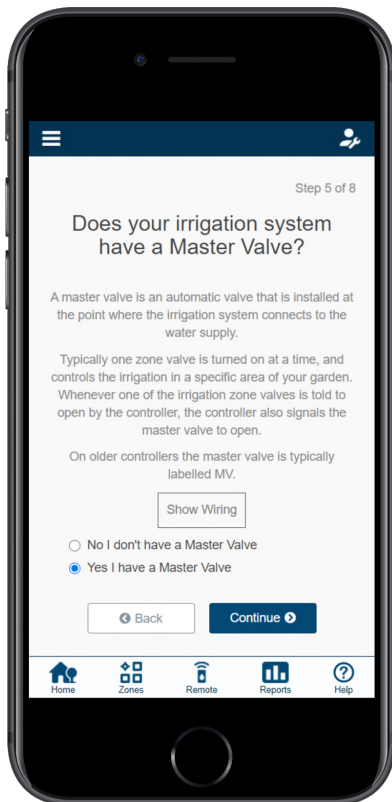 Step 5 of 8
Does your irrigation system
have a Master Valve?
A master valve is an automatic valve that is installed at
the point where the irrigation system connects to the
water supply.
Typically one zone valve is turned on at a time, and
controls the irrigation in a specific area of your garden.
Whenever one of the irrigation zone valves is told to
open by the controller, the controller also signals the
master valve to open.
On older controllers the master valve is typically
labelled MV.
Show Wiring
No I don't have a Master Valve
Yes I have a Master Valve
Back
Continue
Home
Zones
Remote
Reports
Help